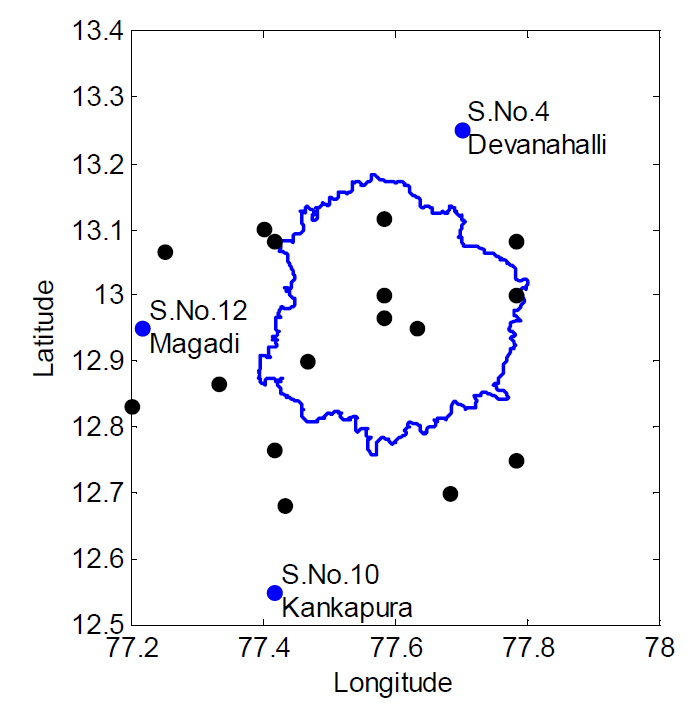 13.4
13.3
13.2
13.1
13
12.9
12.8
12.7
12.6
12.5
S.No.4
Devanahalli
S.No.12
Magadi
S.No.10
Kankapura
77.2
77.4
77.6
77.8
78
Longitude
Latitude